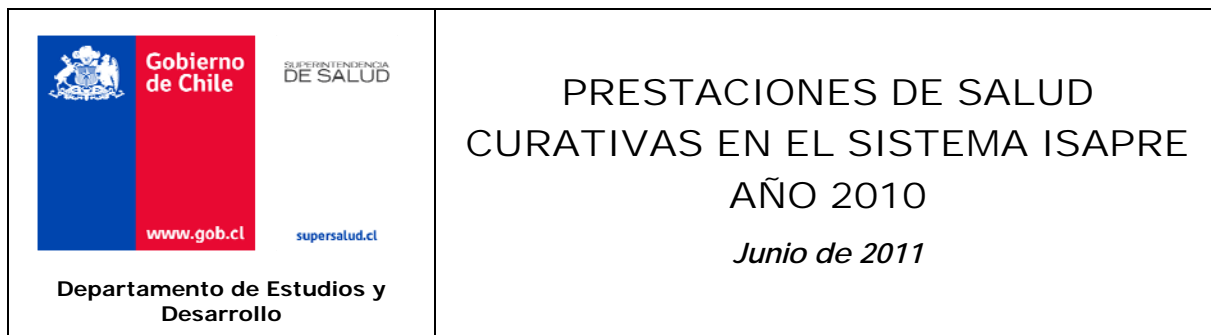 Gobierno
de Chile
SUPERINTENDENCIA
DE SALUD
www.gob.cl
supersalud.cl
Departamento de Estudios y
Desarrollo
PRESTACIONES DE SALUD
CURATIVAS EN EL SISTEMA ISAPRE
AÑO 2010
Junio de 2011